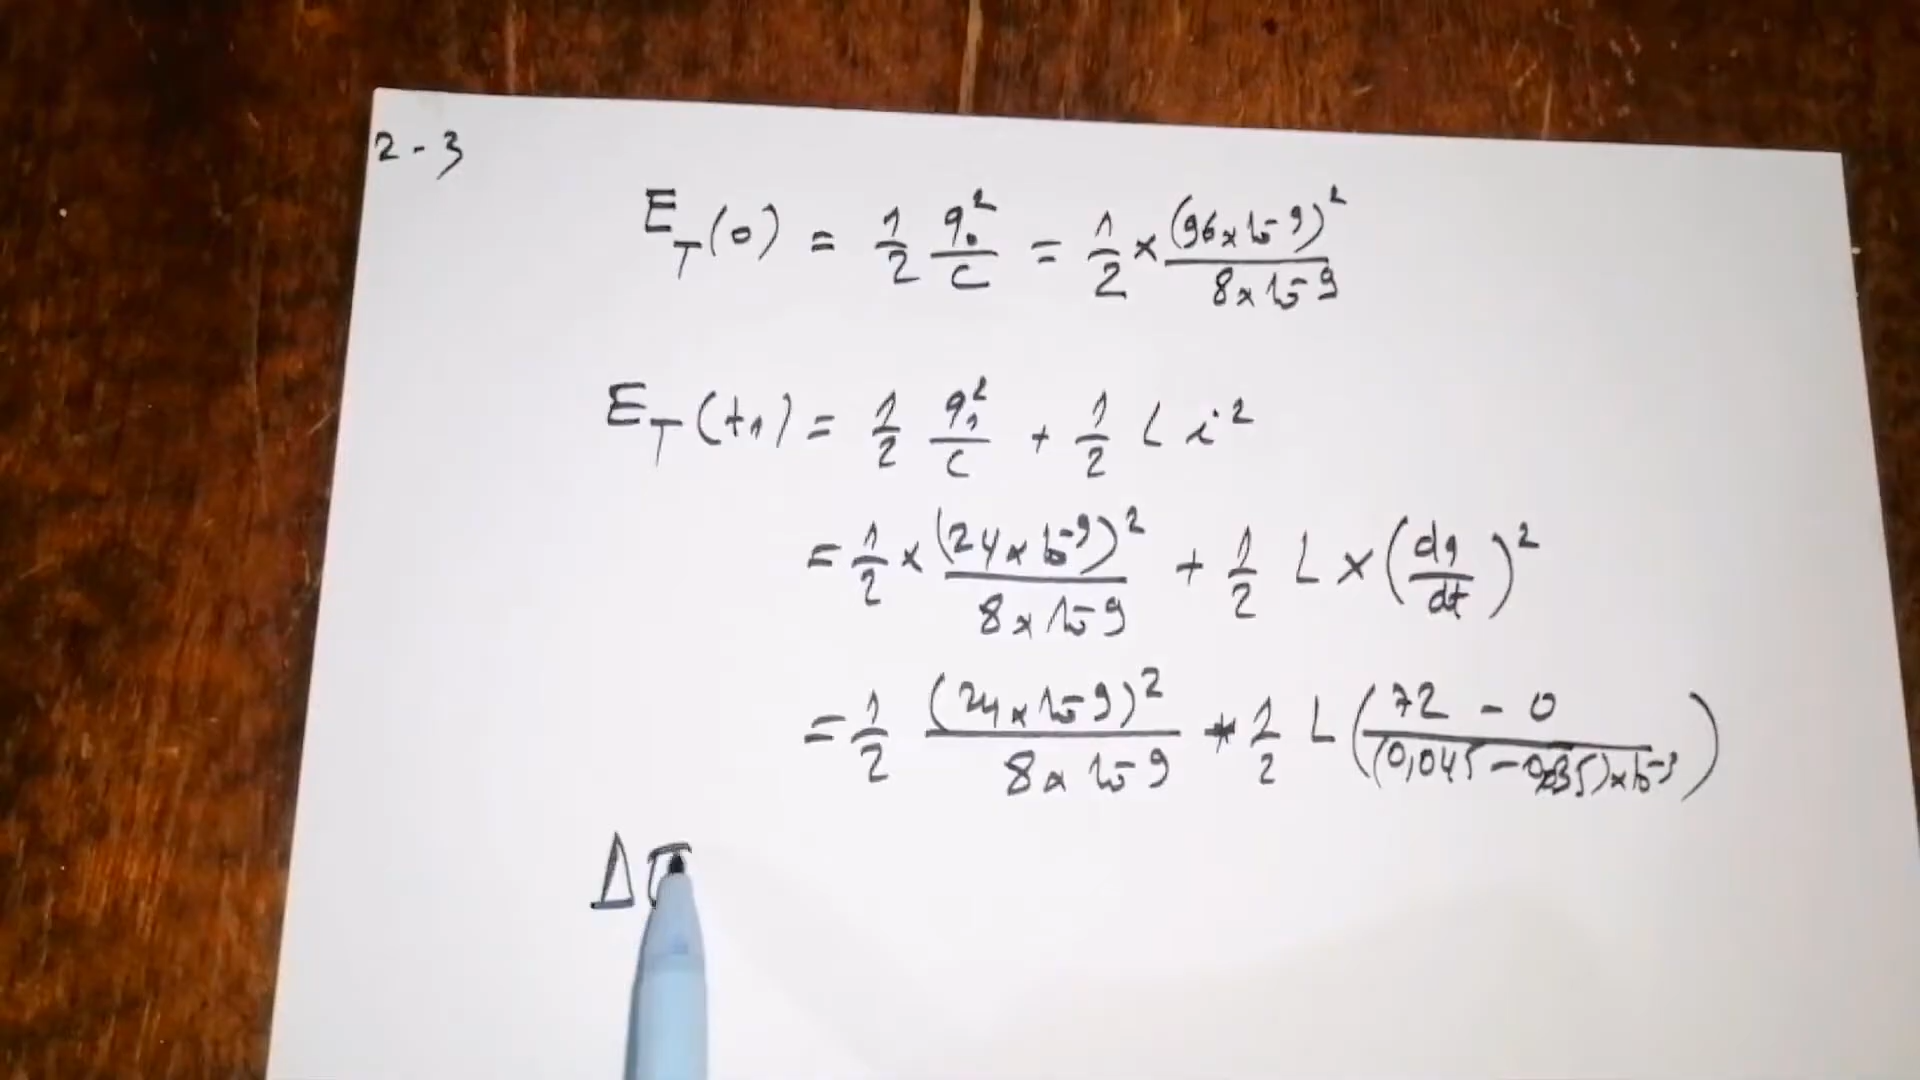 2 - 3
E_T(0) = 1/2 q₀²/C = 1/2 × (96 × 10⁻⁹)² / 8 × 10⁻⁹
E_T(t₁) = 1/2 q₁²/C + 1/2 L i²
= 1/2 × (24 × 10⁻⁹)² / 8 × 10⁻⁹ + 1/2 L × (dq/dt)²
= 1/2 (24 × 10⁻⁹)² / 8 × 10⁻⁹ + 1/2 L ((72 - 0) / (0,045 - 0,035) × 10⁻³)
Δ